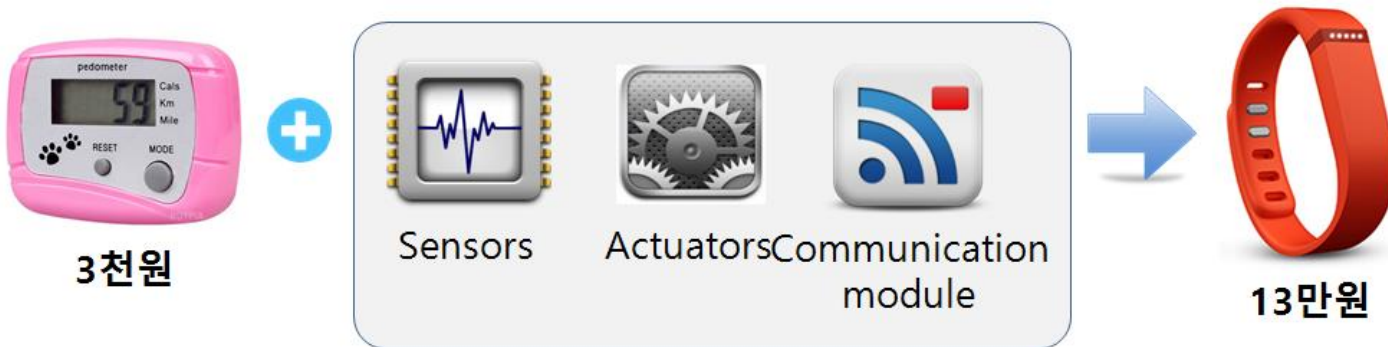 pedometer
59
Cals
Km
Mile
RESET
MODE
3천원
Sensors
Actuators
Communication
module
13만원